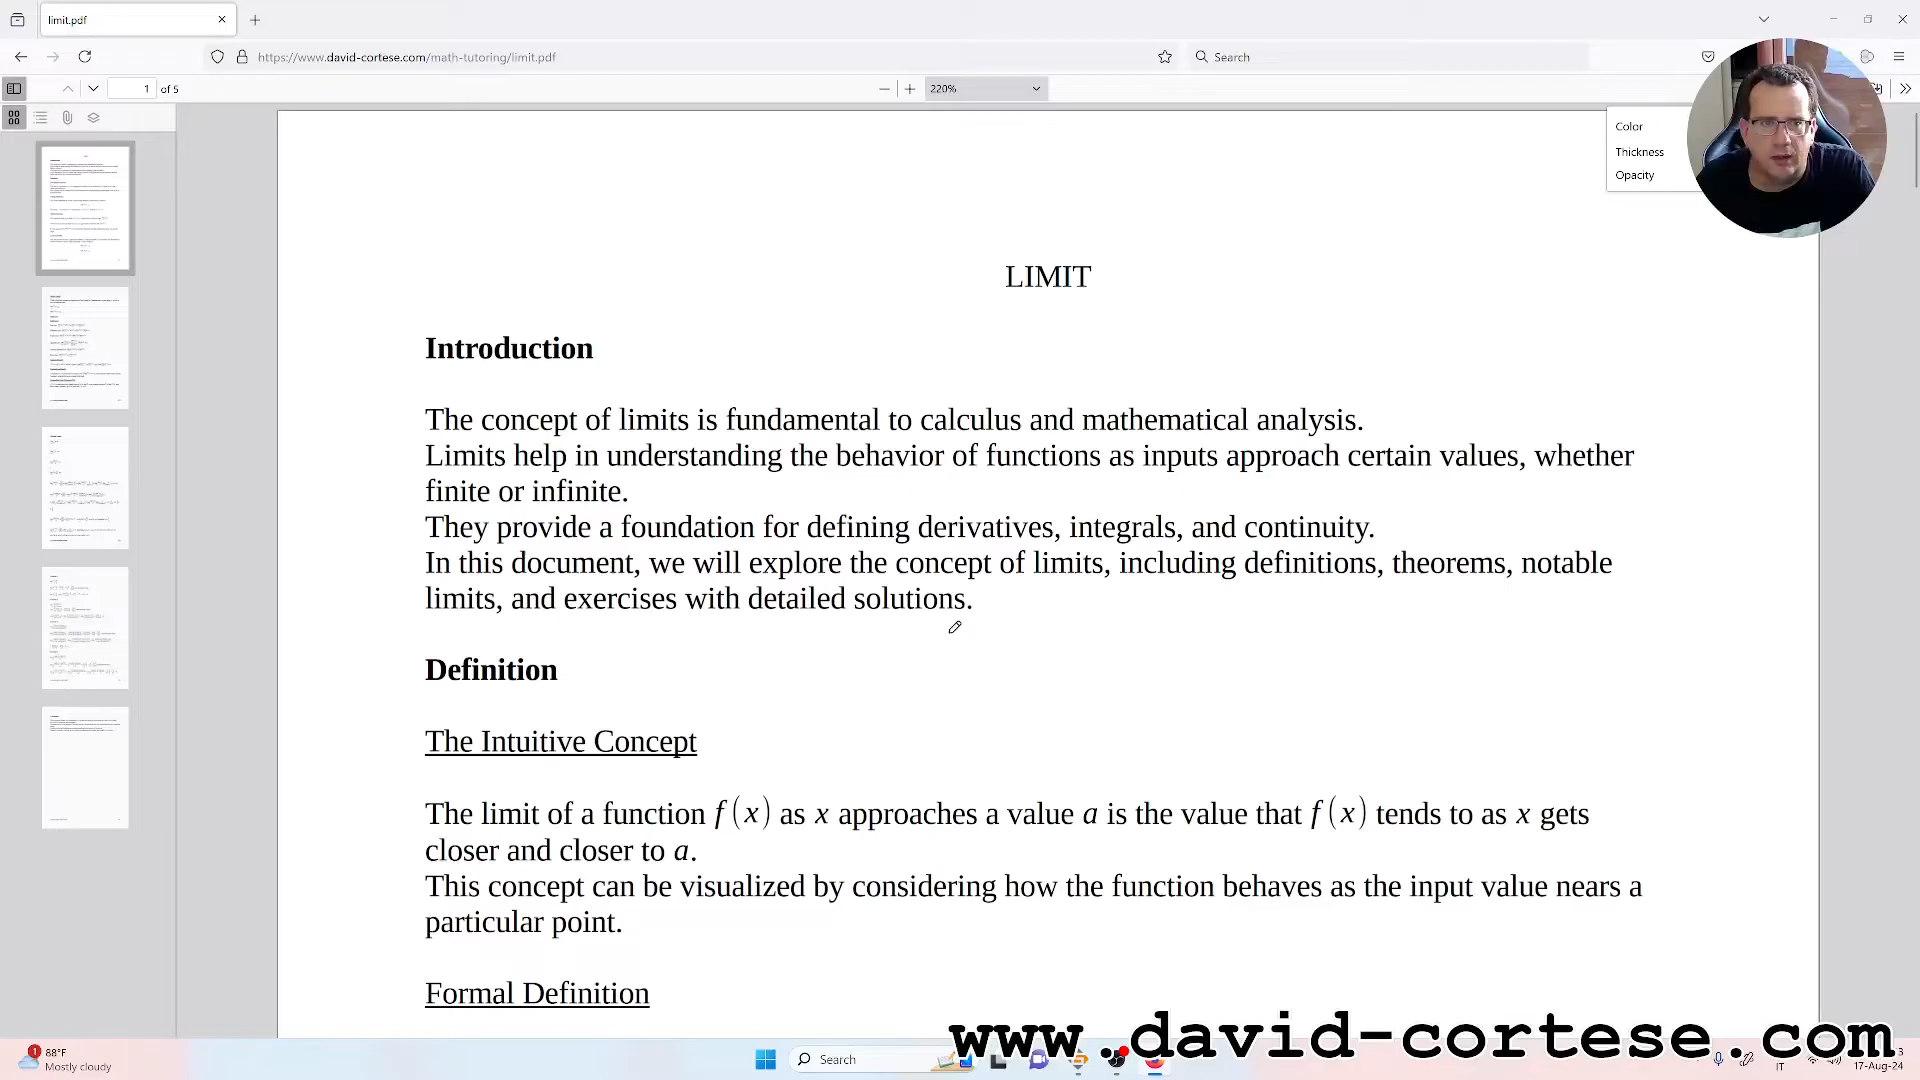 limit.pdf
https://www.david-cortese.com/math-tutoring/limit.pdf
Search
1 of 5
220%
Color
Thickness
Opacity
LIMIT
Introduction
The concept of limits is fundamental to calculus and mathematical analysis.
Limits help in understanding the behavior of functions as inputs approach certain values, whether
finite or infinite.
They provide a foundation for defining derivatives, integrals, and continuity.
In this document, we will explore the concept of limits, including definitions, theorems, notable
limits, and exercises with detailed solutions.
Definition
The Intuitive Concept
The limit of a function f(x) as x approaches a value a is the value that f(x) tends to as x gets
closer and closer to a.
This concept can be visualized by considering how the function behaves as the input value nears a
particular point.
Formal Definition
www.david-cortese.com
1
88°F
Mostly cloudy
Search
IT
17-Aug-24